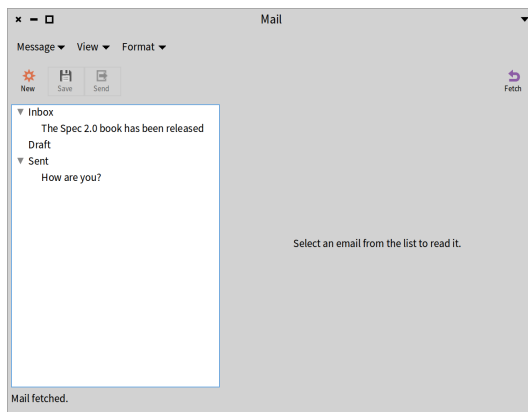 Mail
Message View Format
New Save Send Fetch
Inbox
The Spec 2.0 book has been released
Draft
Sent
How are you?
Select an email from the list to read it.
Mail fetched.